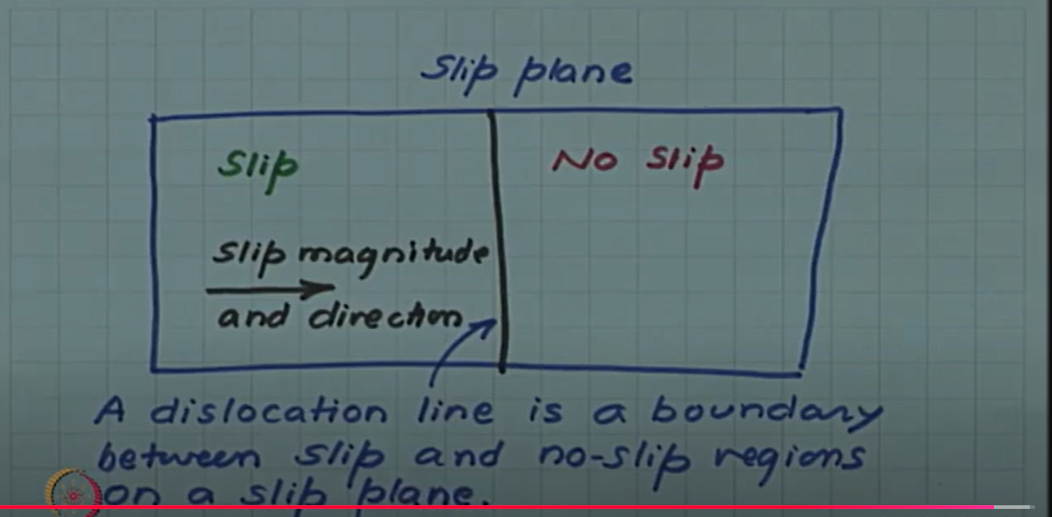 Slip plane
Slip
No Slip
slip magnitude
and direction
A dislocation line is a boundary
between slip and no-slip regions
on a slip plane.